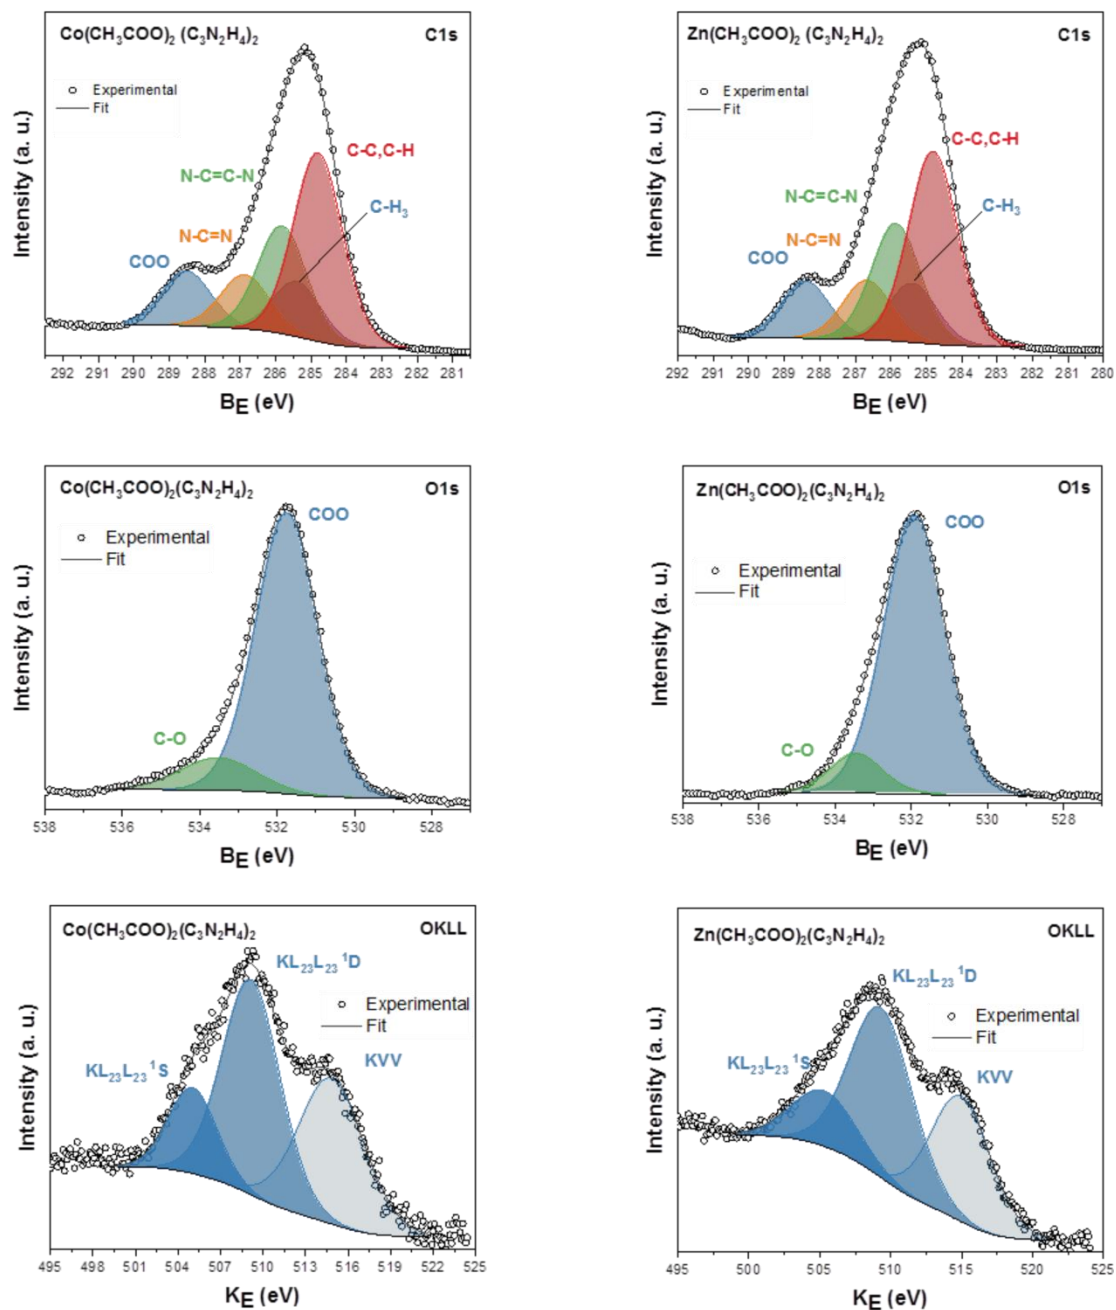 Co(CH₃COO)₂ (C₃N₂H₄)₂ C1s
Experimental
Fit
C-C,C-H
N-C=C-N
C-H₃
N-C=N
COO
Intensity (a. u.)
292 291 290 289 288 287 286 285 284 283 282 281
B_E (eV)
Zn(CH₃COO)₂ (C₃N₂H₄)₂ C1s
Experimental
Fit
C-C,C-H
N-C=C-N
C-H₃
N-C=N
COO
Intensity (a. u.)
292 291 290 289 288 287 286 285 284 283 282 281 280
B_E (eV)
Co(CH₃COO)₂(C₃N₂H₄)₂ O1s
COO
Experimental
Fit
C-O
Intensity (a. u.)
538 536 534 532 530 528
B_E (eV)
Zn(CH₃COO)₂(C₃N₂H₄)₂ O1s
COO
Experimental
Fit
C-O
Intensity (a. u.)
538 536 534 532 530 528
B_E (eV)
Co(CH₃COO)₂(C₃N₂H₄)₂ OKLL
KL₂₃L₂₃ ¹D
Experimental
Fit
KL₂₃L₂₃ ¹S
KVV
Intensity (a. u.)
495 498 501 504 507 510 513 516 519 522 525
K_E (eV)
Zn(CH₃COO)₂(C₃N₂H₄)₂ OKLL
KL₂₃L₂₃ ¹D
Experimental
Fit
KL₂₃L₂₃ ¹S
KVV
Intensity (a. u.)
495 500 505 510 515 520 525
K_E (eV)